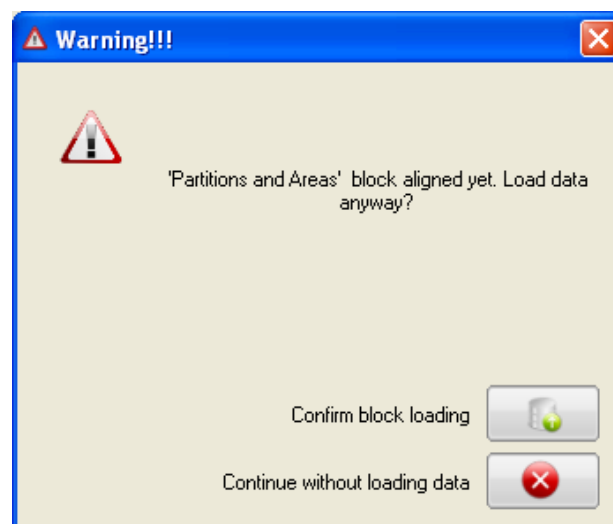 Warning!!!
'Partitions and Areas'  block aligned yet. Load data
anyway?
Confirm block loading
Continue without loading data